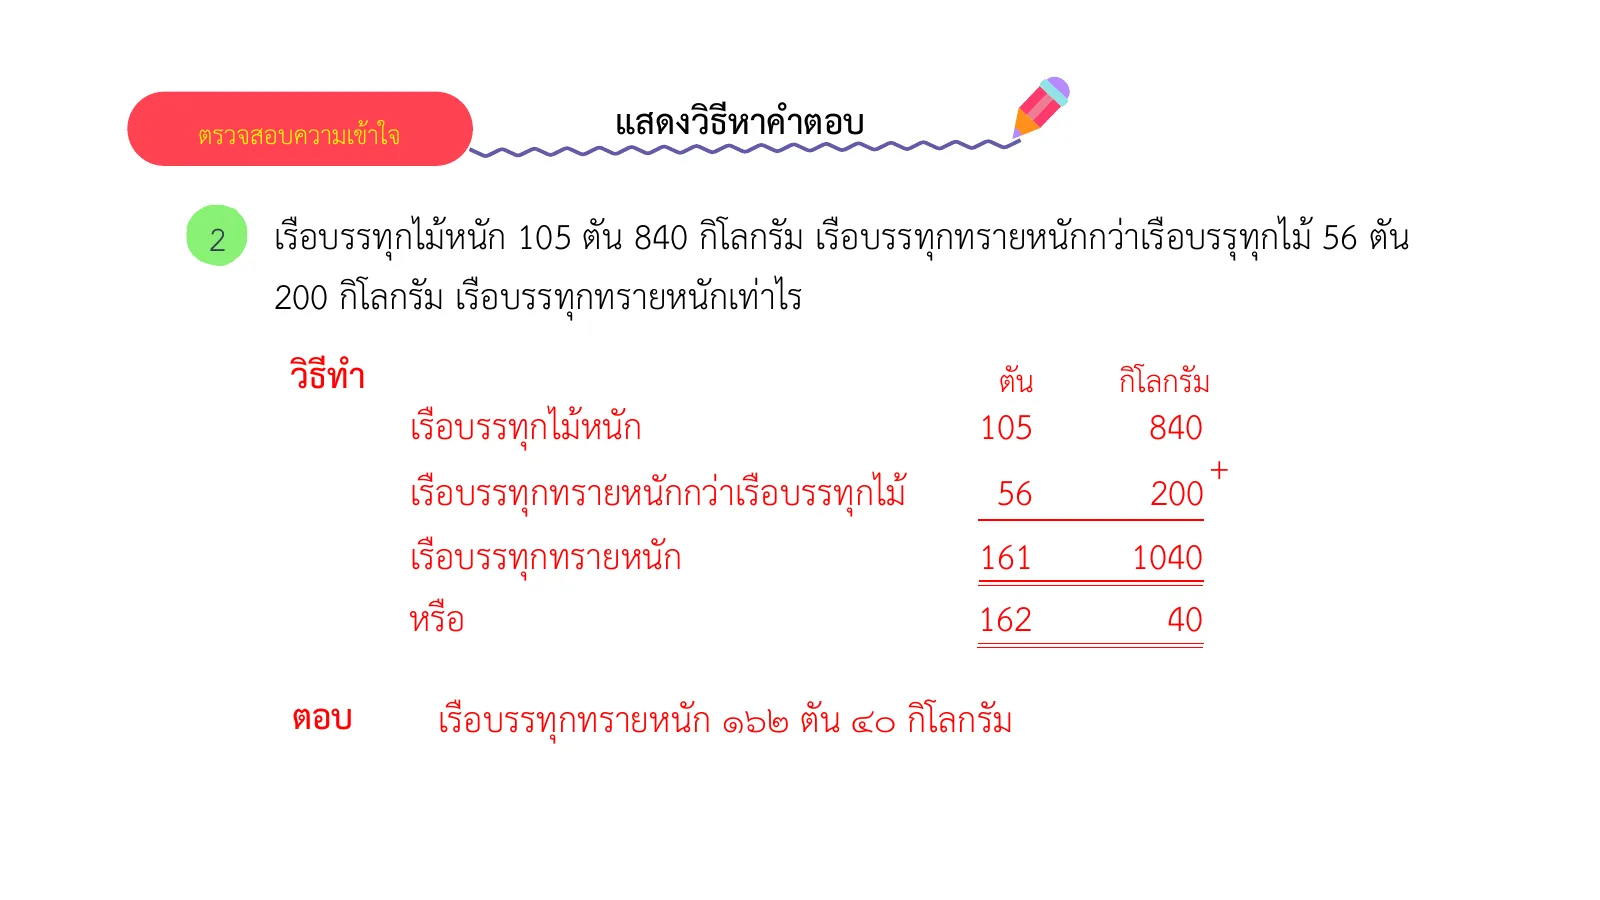 ตรวจสอบความเข้าใจ
แสดงวิธีหาคำตอบ
2 เรือบรรทุกไม้หนัก 105 ตัน 840 กิโลกรัม เรือบรรทุกทรายหนักกว่าเรือบรรุทุกไม้ 56 ตัน
200 กิโลกรัม เรือบรรทุกทรายหนักเท่าไร
วิธีทำ ตัน กิโลกรัม
เรือบรรทุกไม้หนัก 105 840
+
เรือบรรทุกทรายหนักกว่าเรือบรรทุกไม้ 56 200
เรือบรรทุกทรายหนัก 161 1040
หรือ 162 40
ตอบ เรือบรรทุกทรายหนัก ๑๖๒ ตัน ๔๐ กิโลกรัม